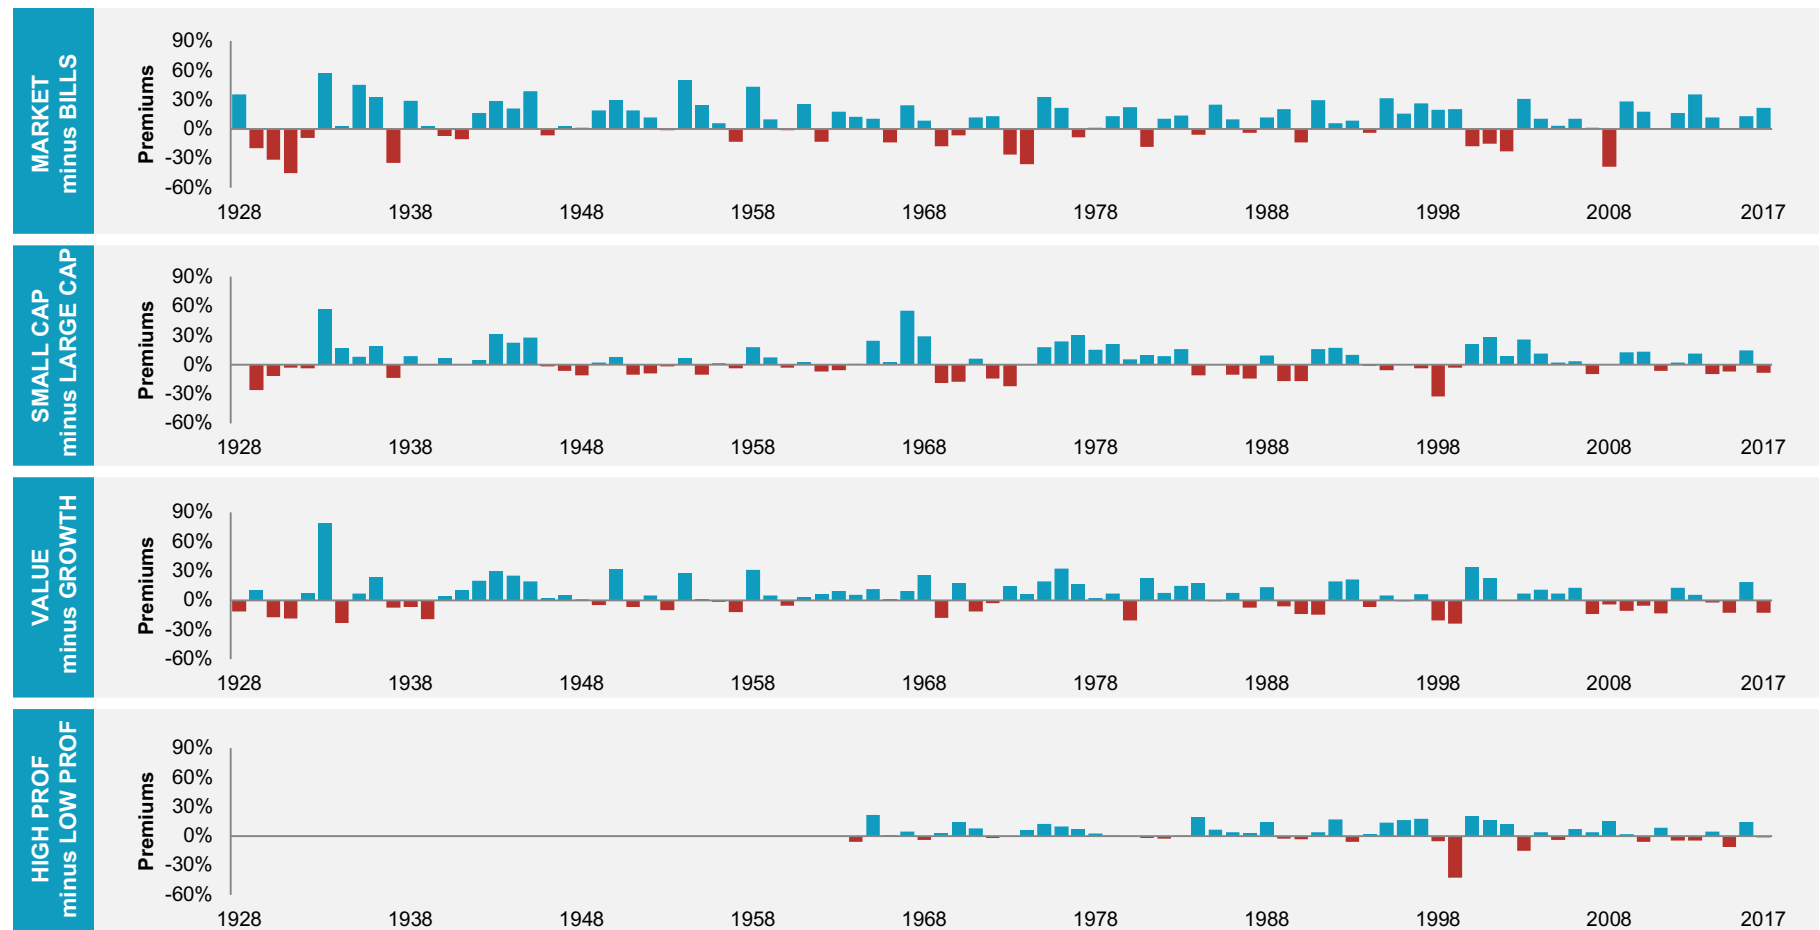 MARKET
minus BILLS
Premiums
90%
60%
30%
0%
-30%
-60%
1928 1938 1948 1958 1968 1978 1988 1998 2008 2017
SMALL CAP
minus LARGE CAP
Premiums
90%
60%
30%
0%
-30%
-60%
1928 1938 1948 1958 1968 1978 1988 1998 2008 2017
VALUE
minus GROWTH
Premiums
90%
60%
30%
0%
-30%
-60%
1928 1938 1948 1958 1968 1978 1988 1998 2008 2017
HIGH PROF
minus LOW PROF
Premiums
90%
60%
30%
0%
-30%
-60%
1928 1938 1948 1958 1968 1978 1988 1998 2008 2017